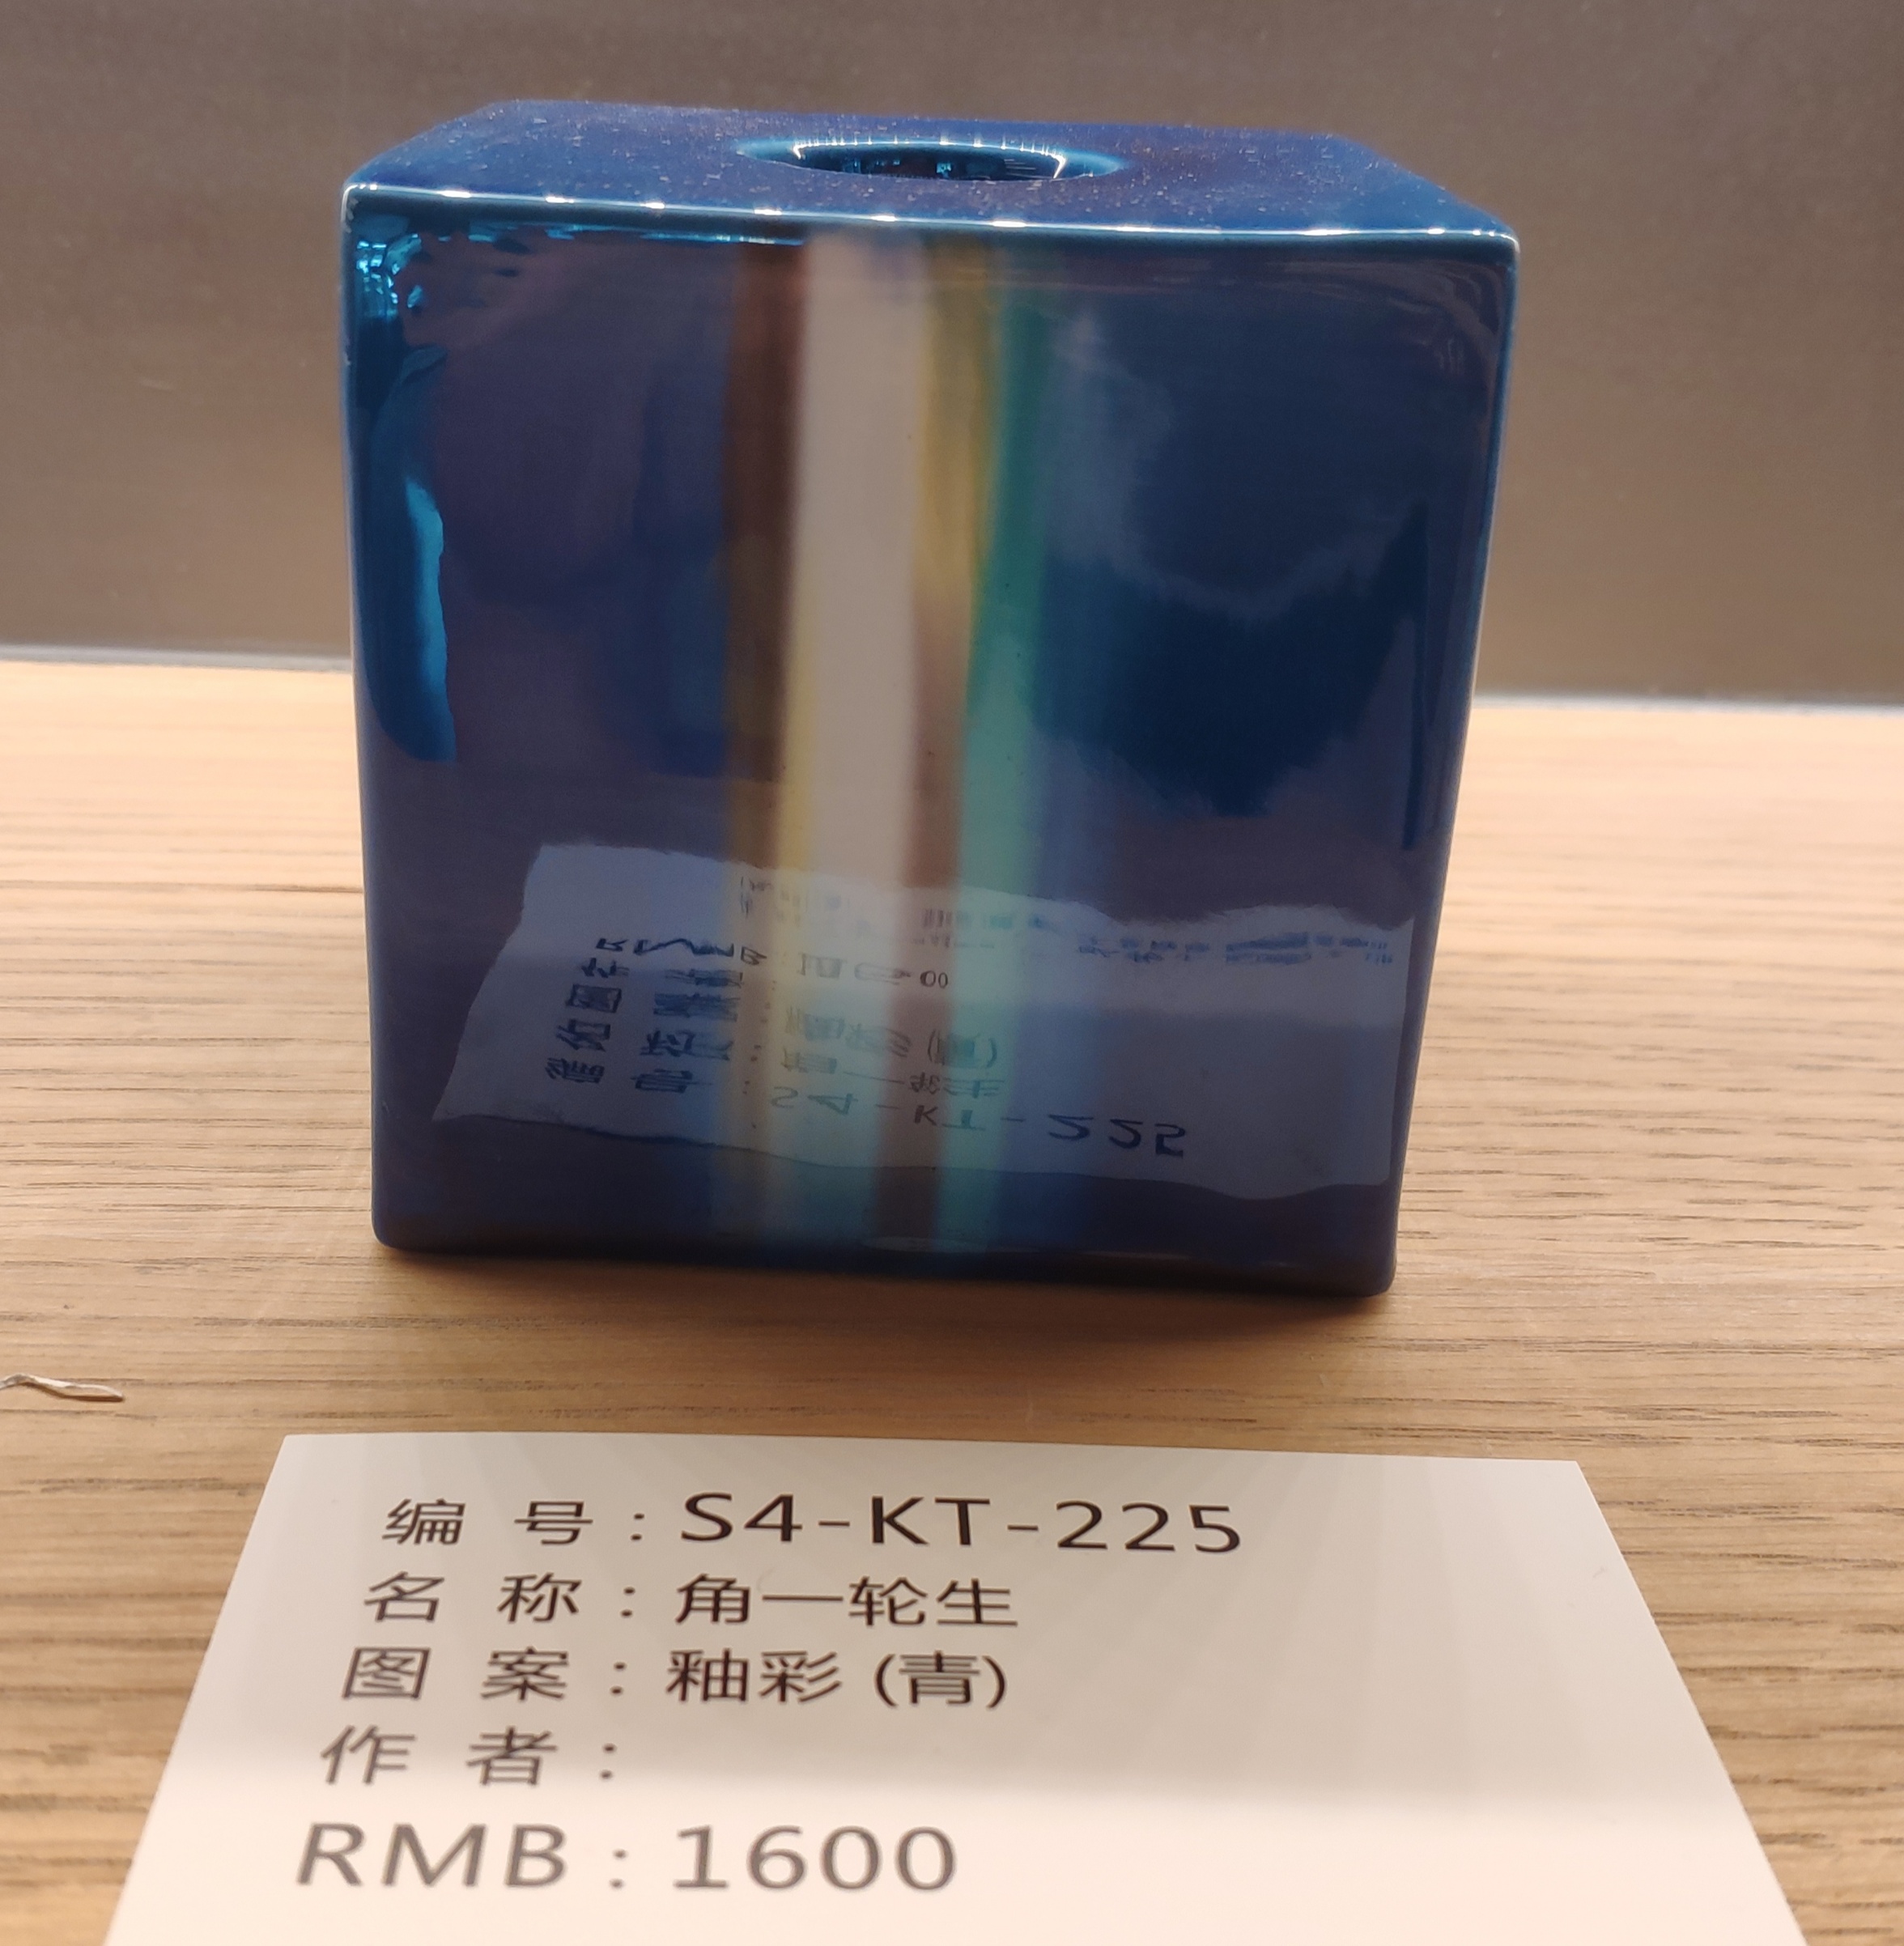 编 号：S4-KT-225
名 称：角一轮生
图 案：釉彩 (青)
作 者：
RMB：1600